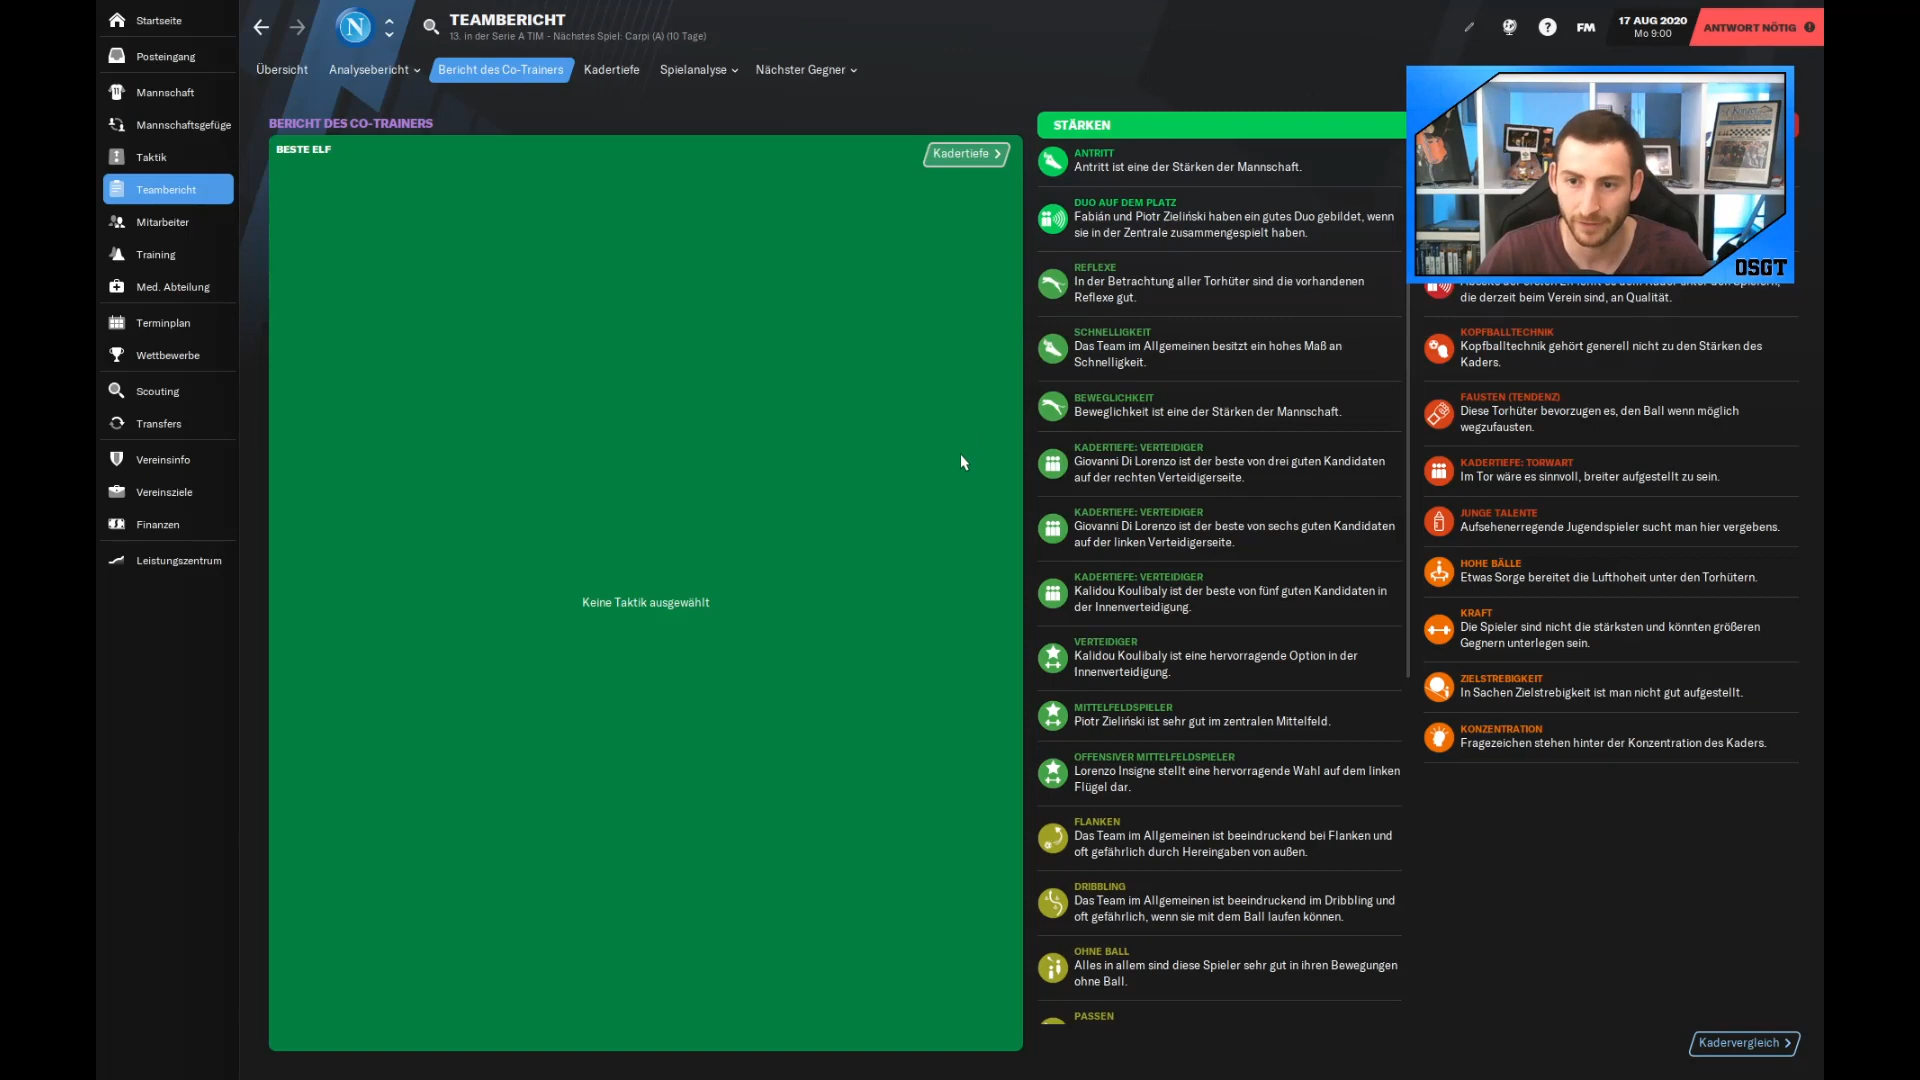 Startseite
Posteingang
Mannschaft
Mannschaftsgefüge
Taktik
Teambericht
Mitarbeiter
Training
Med. Abteilung
Terminplan
Wettbewerbe
Scouting
Transfers
Vereinsinfo
Vereinsziele
Finanzen
Leistungszentrum
N
TEAMBERICHT
13. in der Serie A TIM - Nächstes Spiel: Carpi (A) (10 Tage)
FM
17 AUG 2020
Mo 9:00
ANTWORT NÖTIG
Übersicht Analysebericht Bericht des Co-Trainers Kadertiefe Spielanalyse Nächster Gegner
BERICHT DES CO-TRAINERS
BESTE ELF
Kadertiefe
Keine Taktik ausgewählt
STÄRKEN
ANTRITT
Antritt ist eine der Stärken der Mannschaft.
DUO AUF DEM PLATZ
Fabián und Piotr Zieliński haben ein gutes Duo gebildet, wenn
sie in der Zentrale zusammengespielt haben.
REFLEXE
In der Betrachtung aller Torhüter sind die vorhandenen
Reflexe gut.
SCHNELLIGKEIT
Das Team im Allgemeinen besitzt ein hohes Maß an
Schnelligkeit.
BEWEGLICHKEIT
Beweglichkeit ist eine der Stärken der Mannschaft.
KADERTIEFE: VERTEIDIGER
Giovanni Di Lorenzo ist der beste von drei guten Kandidaten
auf der rechten Verteidigerseite.
KADERTIEFE: VERTEIDIGER
Giovanni Di Lorenzo ist der beste von sechs guten Kandidaten
auf der linken Verteidigerseite.
KADERTIEFE: VERTEIDIGER
Kalidou Koulibaly ist der beste von fünf guten Kandidaten in
der Innenverteidigung.
VERTEIDIGER
Kalidou Koulibaly ist eine hervorragende Option in der
Innenverteidigung.
MITTELFELDSPIELER
Piotr Zieliński ist sehr gut im zentralen Mittelfeld.
OFFENSIVER MITTELFELDSPIELER
Lorenzo Insigne stellt eine hervorragende Wahl auf dem linken
Flügel dar.
FLANKEN
Das Team im Allgemeinen ist beeindruckend bei Flanken und
oft gefährlich durch Hereingaben von außen.
DRIBBLING
Das Team im Allgemeinen ist beeindruckend im Dribbling und
oft gefährlich, wenn sie mit dem Ball laufen können.
OHNE BALL
Alles in allem sind diese Spieler sehr gut in ihren Bewegungen
ohne Ball.
PASSEN
OSGT
die derzeit beim Verein sind, an Qualität.
KOPFBALLTECHNIK
Kopfballtechnik gehört generell nicht zu den Stärken des
Kaders.
FAUSTEN (TENDENZ)
Diese Torhüter bevorzugen es, den Ball wenn möglich
wegzufausten.
KADERTIEFE: TORWART
Im Tor wäre es sinnvoll, breiter aufgestellt zu sein.
JUNGE TALENTE
Aufsehenerregende Jugendspieler sucht man hier vergebens.
HOHE BÄLLE
Etwas Sorge bereitet die Lufthoheit unter den Torhütern.
KRAFT
Die Spieler sind nicht die stärksten und könnten größeren
Gegnern unterlegen sein.
ZIELSTREBIGKEIT
In Sachen Zielstrebigkeit ist man nicht gut aufgestellt.
KONZENTRATION
Fragezeichen stehen hinter der Konzentration des Kaders.
Kadervergleich